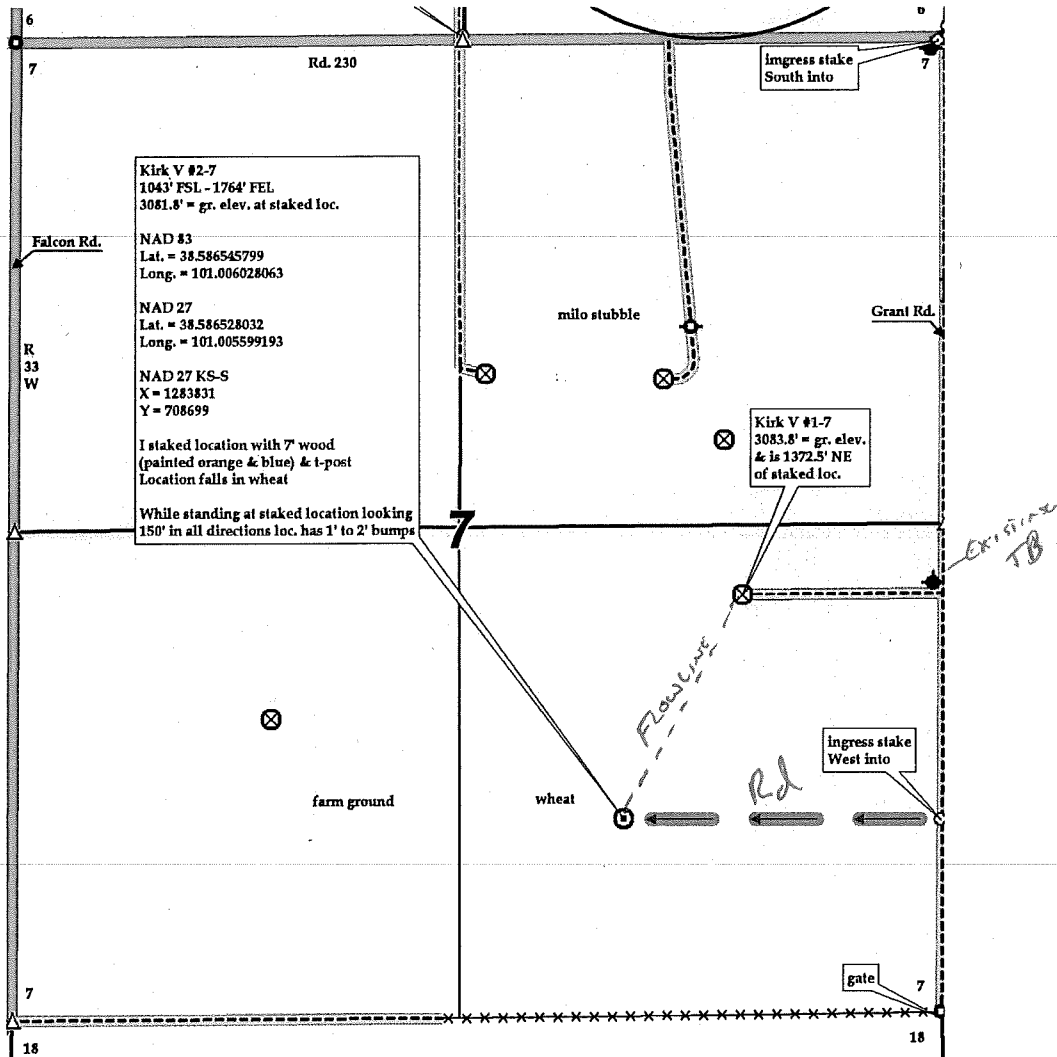 6
6
7
Rd. 230
imgress stake
South into
7
Kirk V #2-7
1043' FSL - 1764' FEL
3081.8' = gr. elev. at staked loc.
NAD 83
Lat. = 38.586545799
Long. = 101.006028063
NAD 27
Lat. = 38.586528032
Long. = 101.005599193
NAD 27 KS-S
X = 1283831
Y = 708699
I staked location with 7' wood
(painted orange & blue) & t-post
Location falls in wheat
While standing at staked location looking
150' in all directions loc. has 1' to 2' bumps
Falcon Rd.
R
33
W
milo stubble
Grant Rd.
Kirk V #1-7
3083.8' = gr. elev.
& is 1372.5' NE
of staked loc.
7
Existing
TB
Flowline
ingress stake
West into
Rd
farm ground
wheat
gate
7
7
18
18